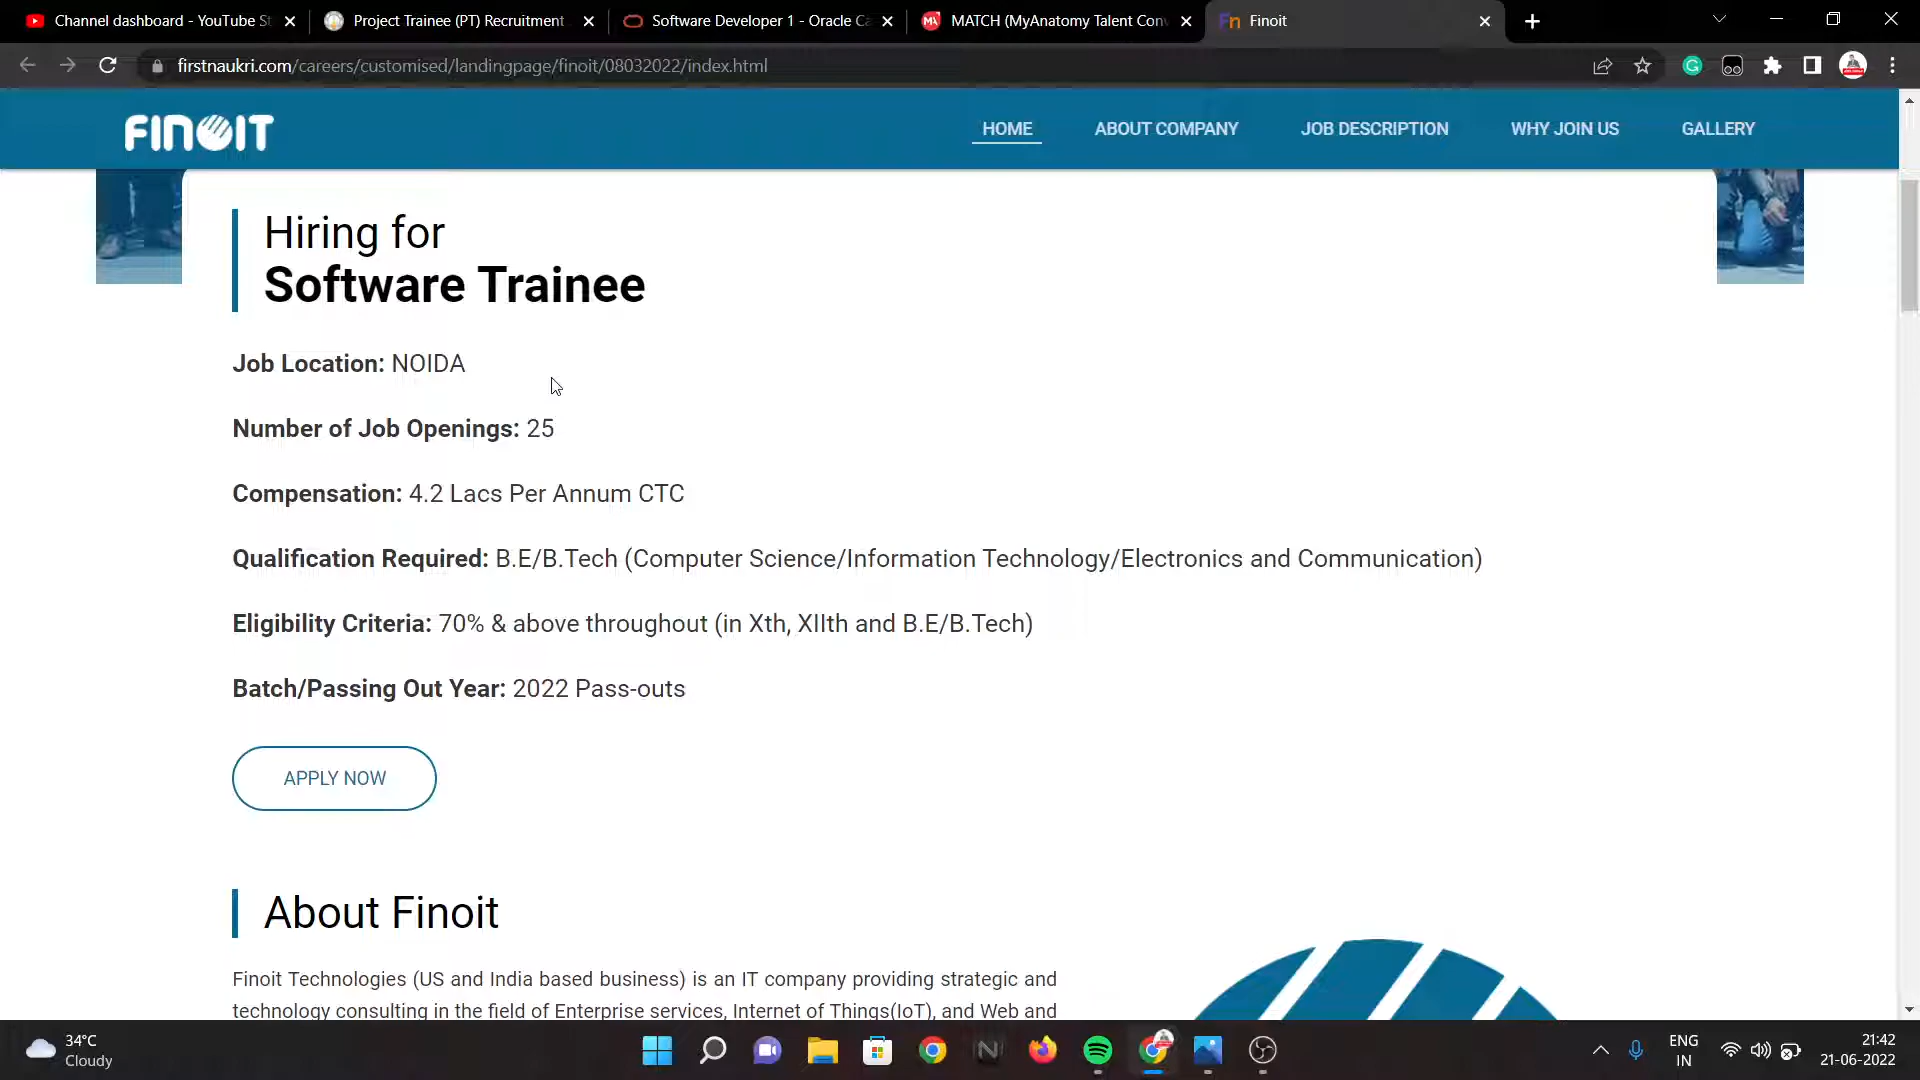 Channel dashboard - YouTube St
Project Trainee (PT) Recruitment
Software Developer 1 - Oracle Ca
MATCH (MyAnatomy Talent Conv
Finoit
firstnaukri.com/careers/customised/landingpage/finoit/08032022/index.html
FINOIT
HOME
ABOUT COMPANY
JOB DESCRIPTION
WHY JOIN US
GALLERY
Hiring for
Software Trainee
Job Location: NOIDA
Number of Job Openings: 25
Compensation: 4.2 Lacs Per Annum CTC
Qualification Required: B.E/B.Tech (Computer Science/Information Technology/Electronics and Communication)
Eligibility Criteria: 70% & above throughout (in Xth, XIIth and B.E/B.Tech)
Batch/Passing Out Year: 2022 Pass-outs
APPLY NOW
About Finoit
Finoit Technologies (US and India based business) is an IT company providing strategic and
technology consulting in the field of Enterprise services, Internet of Things(IoT), and Web and
34°C
Cloudy
ENG
IN
21:42
21-06-2022